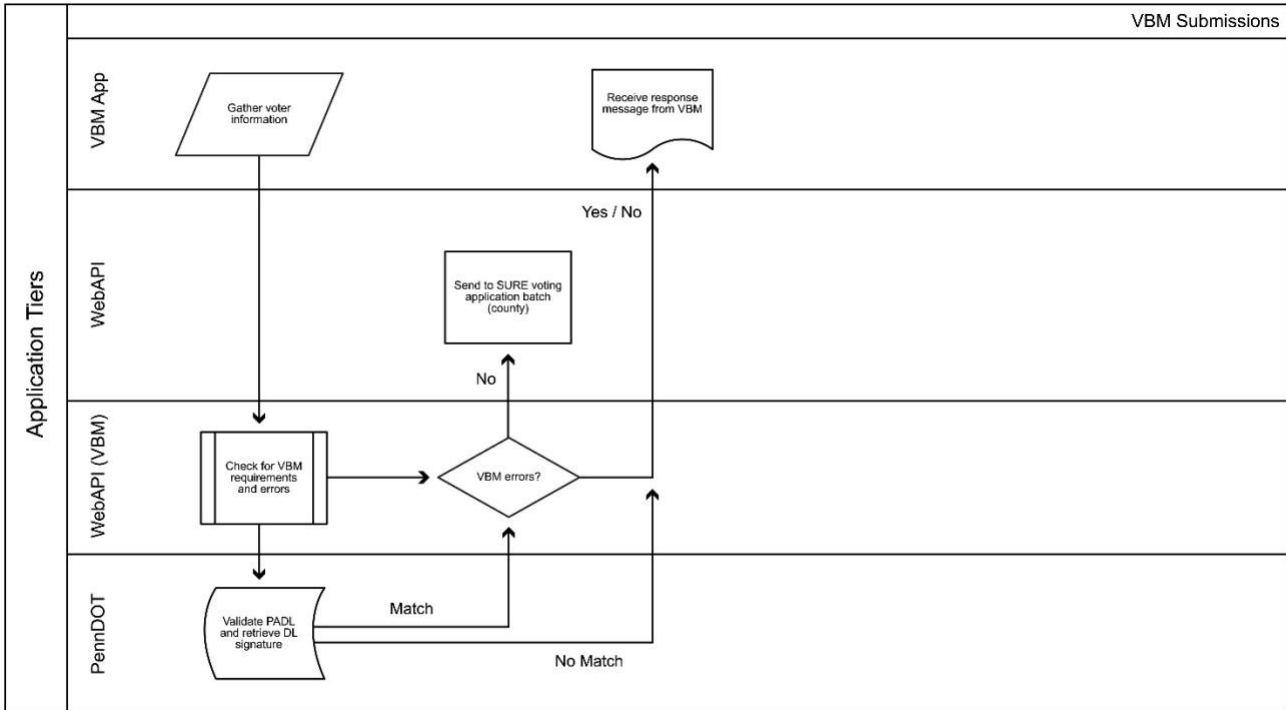 VBM Submissions
Application Tiers
VBM App
Gather voter
information
Receive response
message from VBM
WebAPI
Yes / No
Send to SURE voting
application batch
(county)
No
WebAPI (VBM)
Check for VBM
requirements
and errors
VBM errors?
PennDOT
Validate PADL
and retrieve DL
signature
Match
No Match